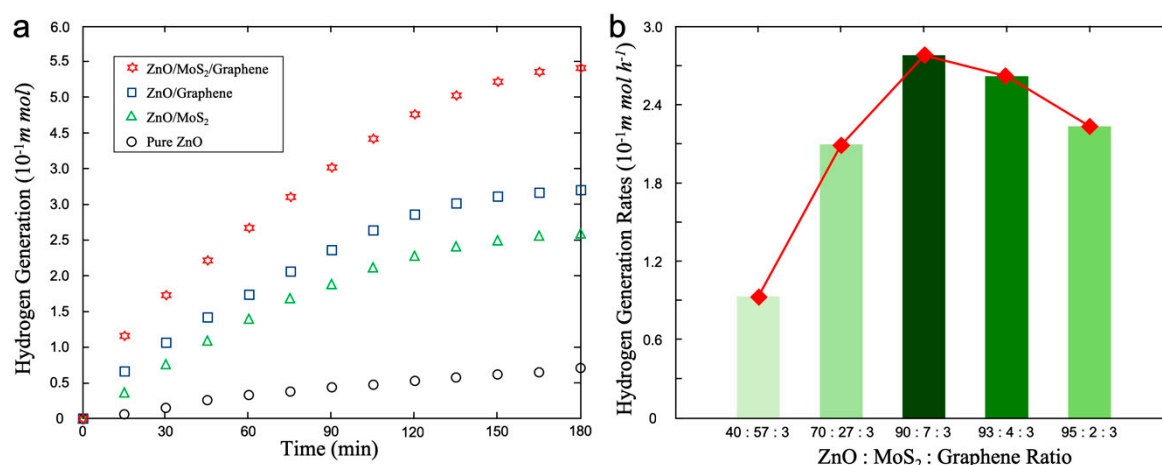 a
Hydrogen Generation (10⁻¹m mol)
6.0
5.5
5.0
4.5
3.5
3.0
2.5
2.0
1.5
1.0
0.5
0
ZnO/MoS₂/Graphene
ZnO/Graphene
ZnO/MoS₂
Pure ZnO
0 30 60 90 120 150 180
Time (min)
b
Hydrogen Generation Rates (10⁻¹m mol h⁻¹)
3.0
2.4
1.8
1.2
0.6
0
40 : 57 : 3 70 : 27 : 3 90 : 7 : 3 93 : 4 : 3 95 : 2 : 3
ZnO : MoS₂ : Graphene Ratio